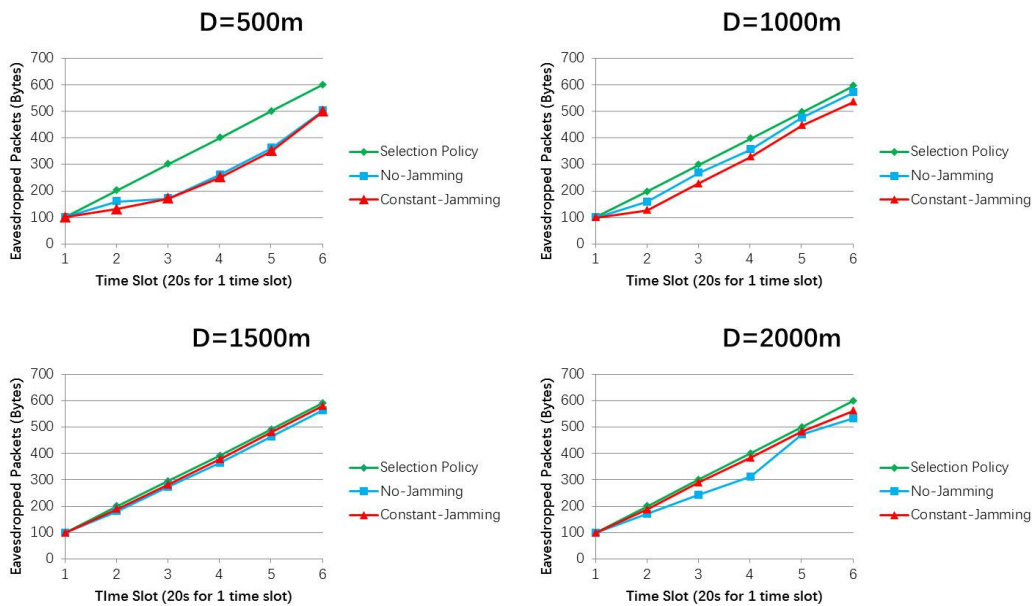 D=500m
Eavesdropped Packets (Bytes)
700
600
500
400
300
200
100
0
1 2 3 4 5 6
Time Slot (20s for 1 time slot)
Selection Policy
No-Jamming
Constant-Jamming
D=1000m
Eavesdropped Packets (Bytes)
700
600
500
400
300
200
100
0
1 2 3 4 5 6
Time Slot (20s for 1 time slot)
Selection Policy
No-Jamming
Constant-Jamming
D=1500m
Eavesdropped Packets (Bytes)
700
600
500
400
300
200
100
0
1 2 3 4 5 6
TIme Slot (20s for 1 time slot)
Selection Policy
No-Jamming
Constant-Jamming
D=2000m
Eavesdropped Packets (Bytes)
700
600
500
400
300
200
100
0
1 2 3 4 5 6
Time Slot (20s for 1 time slot)
Selection Policy
No-Jamming
Constant-Jamming